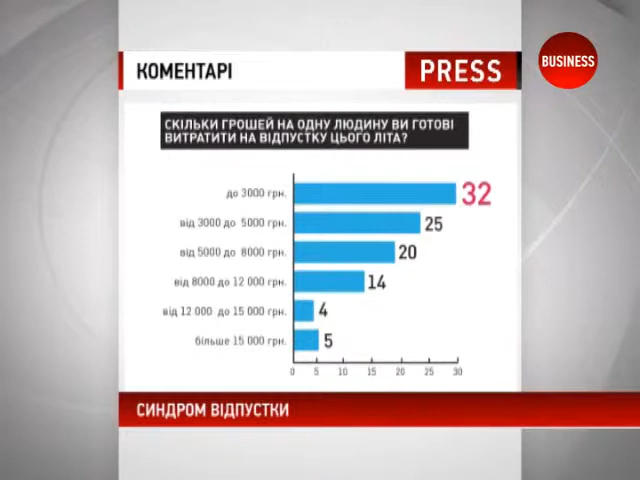 КОМЕНТАРІ
PRESS
BUSINESS
СКІЛЬКИ ГРОШЕЙ НА ОДНУ ЛЮДИНУ ВИ ГОТОВІ
ВИТРАТИТИ НА ВІДПУСТКУ ЦЬОГО ЛІТА?
до 3000 грн. 32
від 3000 до 5000 грн. 25
від 5000 до 8000 грн. 20
від 8000 до 12 000 грн. 14
від 12 000 до 15 000 грн. 4
більше 15 000 грн. 5
0 5 10 15 20 25 30
СИНДРОМ ВІДПУСТКИ